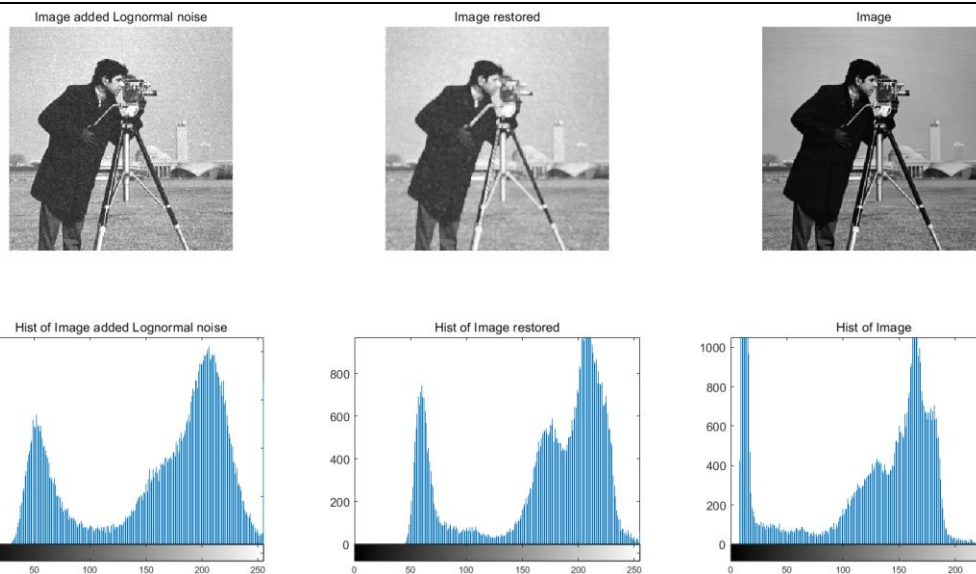 Image added Lognormal noise
Image restored
Image
Hist of Image added Lognormal noise
Hist of Image restored
Hist of Image
50 100 150 200 250
800
600
400
200
0
0 50 100 150 200 250
1000
800
600
400
200
0
0 50 100 150 200